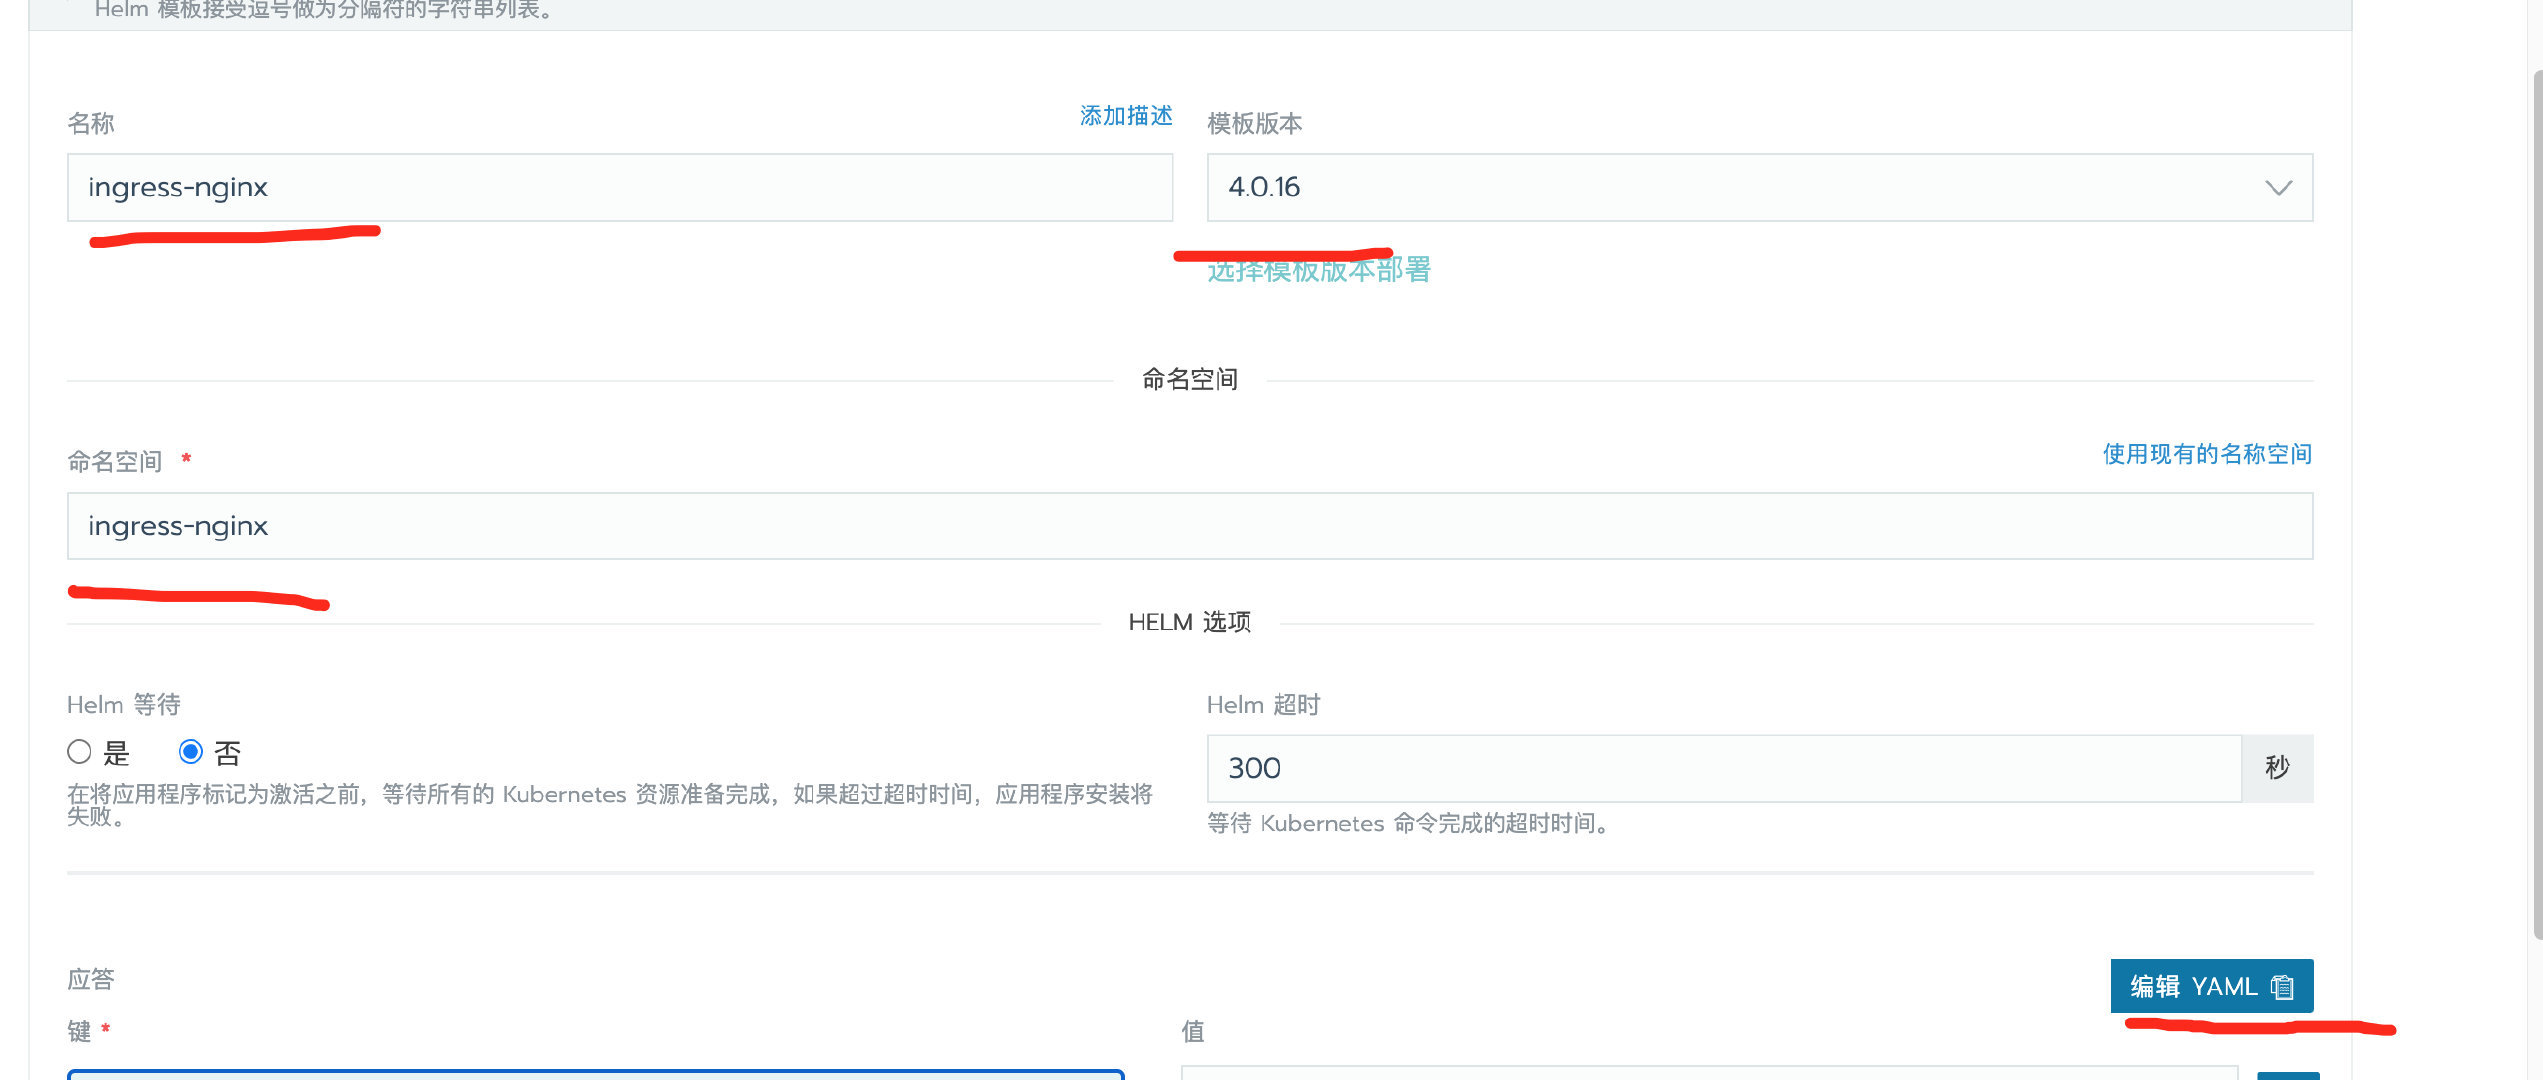 Helm 模板接受逗号做为分隔符的字符串列表。
名称
添加描述
模板版本
ingress-nginx
4.0.16
选择模板版本部署
命名空间
命名空间 *
使用现有的名称空间
ingress-nginx
HELM 选项
Helm 等待
Helm 超时
是
否
300
秒
在将应用程序标记为激活之前，等待所有的 Kubernetes 资源准备完成，如果超过超时时间，应用程序安装将
失败。
等待 Kubernetes 命令完成的超时时间。
应答
编辑 YAML
键 *
值